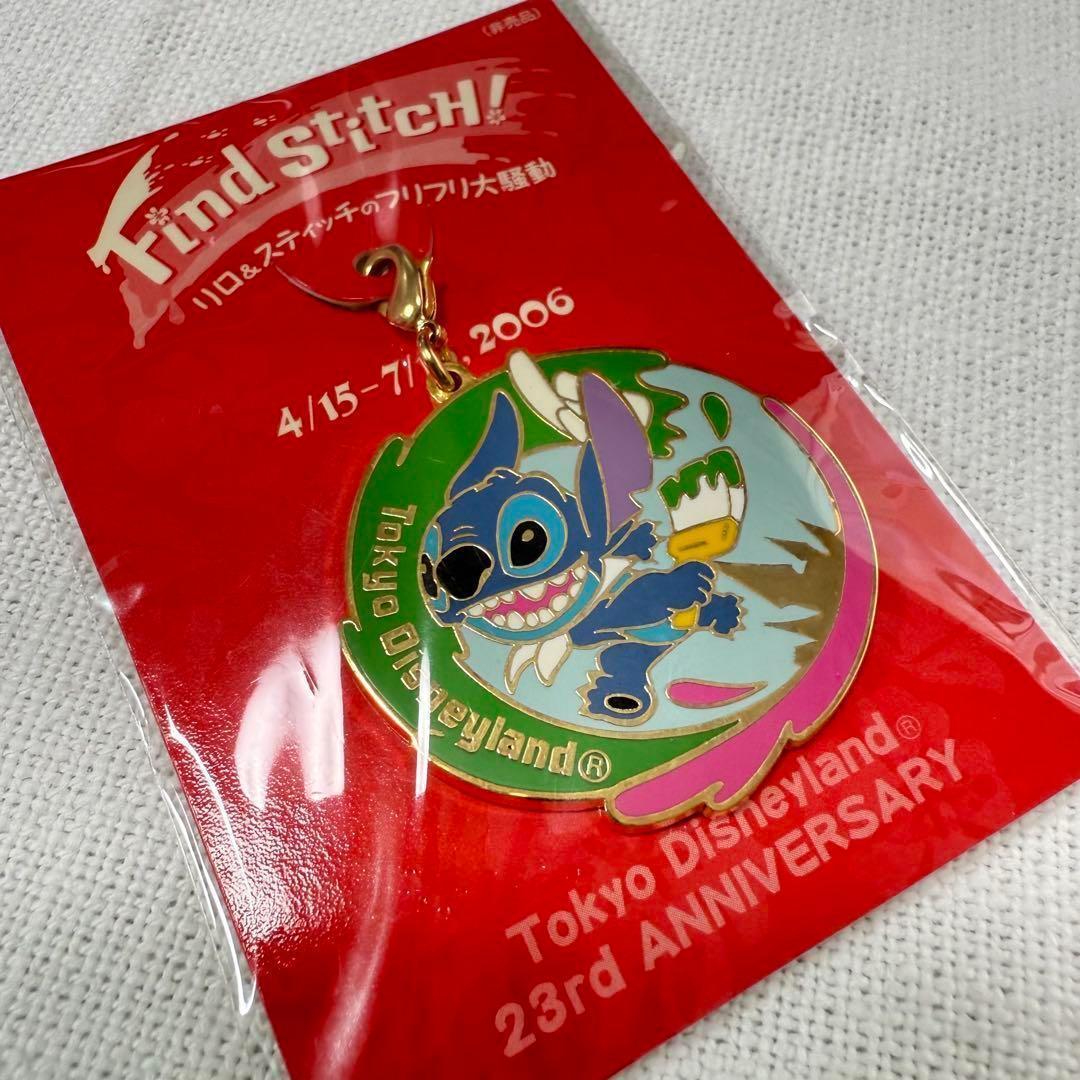 (非売品)
Find Stitch!
リロ&スティッチのフリフリ大騒動
4/15-7/ , 2006
Tokyo Disneyland®
Tokyo Disneyland®
23rd ANNIVERSARY